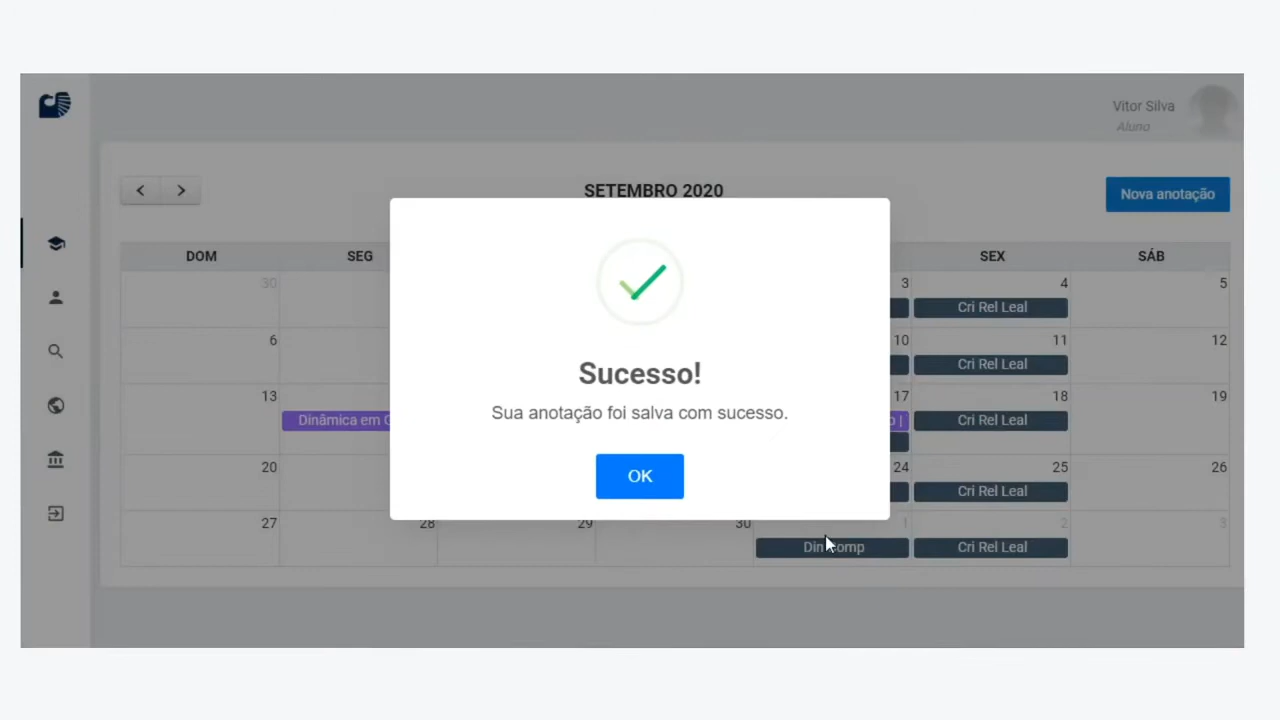 Vitor Silva
Aluno
SETEMBRO 2020
Nova anotação
DOM SEG SEX SÁB
30 3 4 5
Cri Rel Leal
6 10 11 12
Cri Rel Leal
13 17 18 19
Dinâmica em Cri Rel Leal
20 24 25 26
Cri Rel Leal
27 28 29 30 1 2 3
Cri Rel Leal
Sucesso!
Sua anotação foi salva com sucesso.
OK